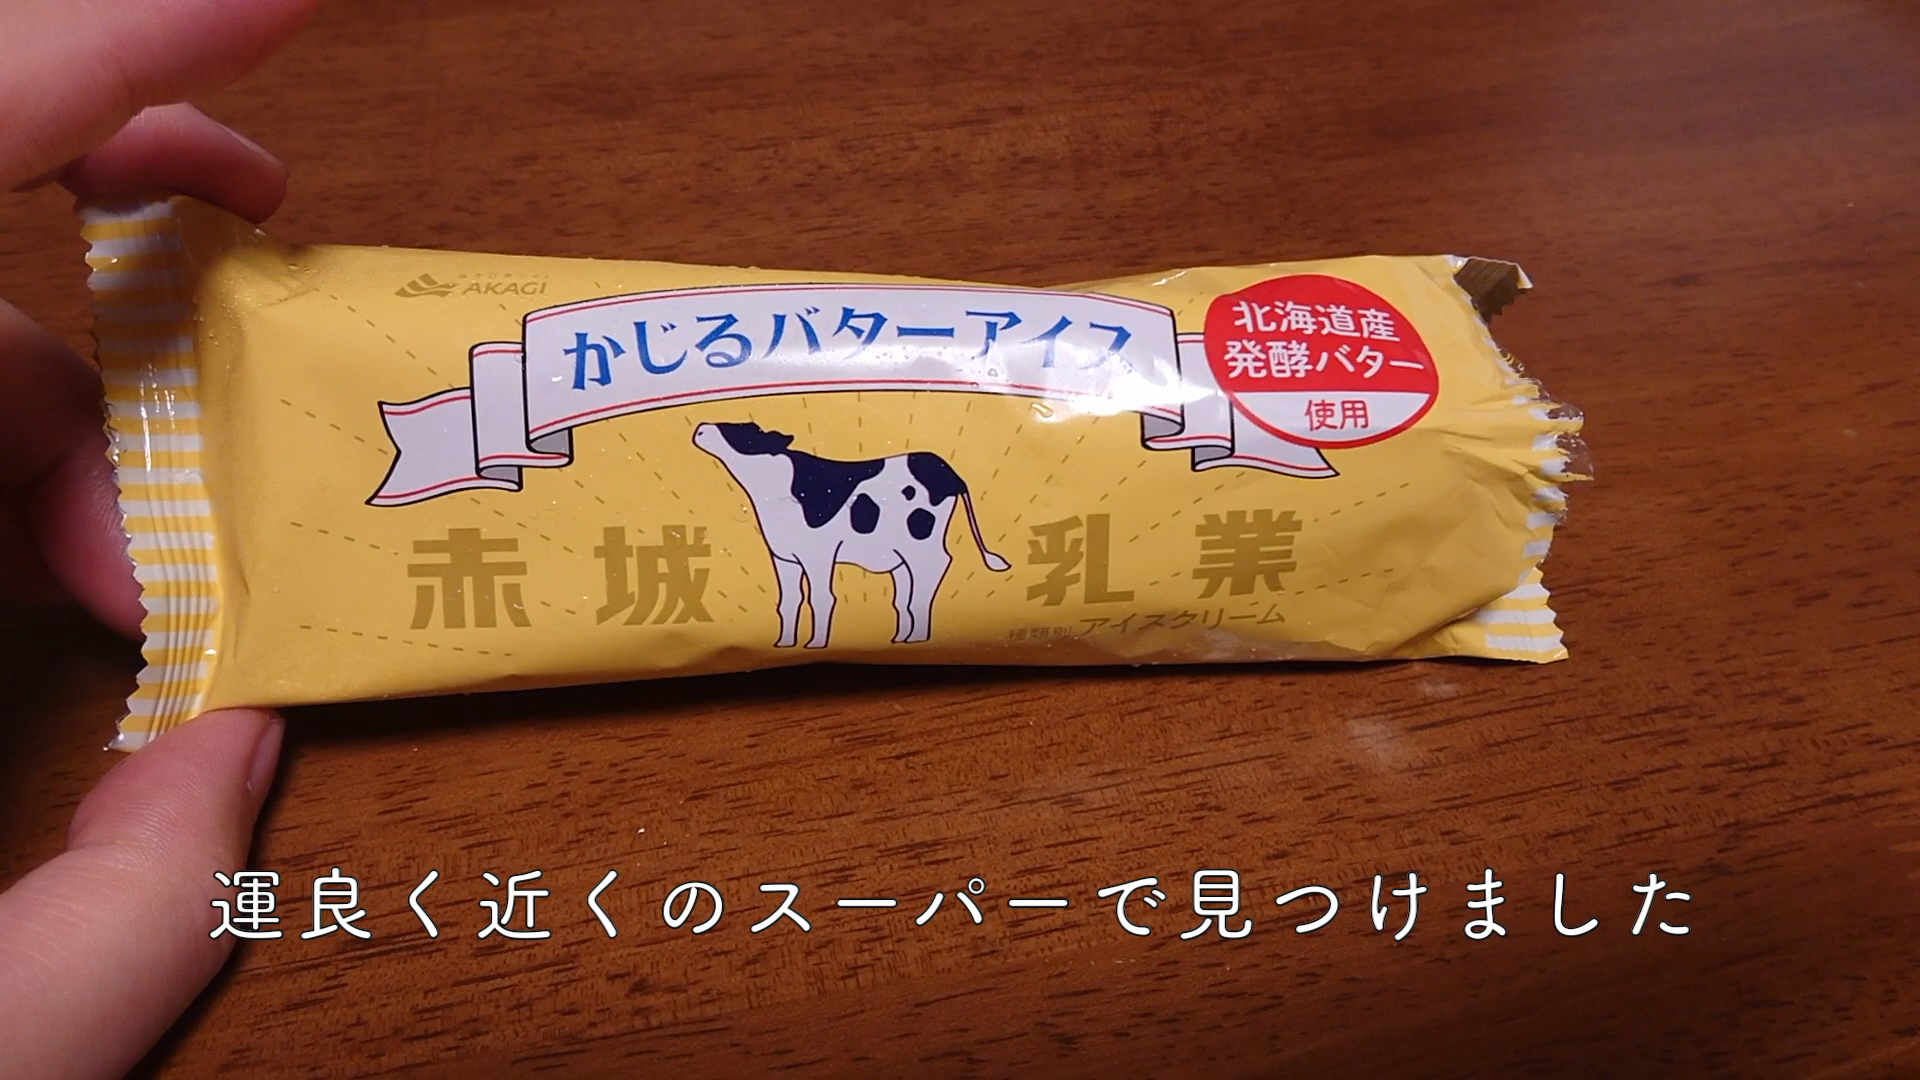 AKAGI
かじるバターアイス
北海道産
発酵バター
使用
赤城乳業
種類別 アイスクリーム
運良く近くのスーパーで見つけました